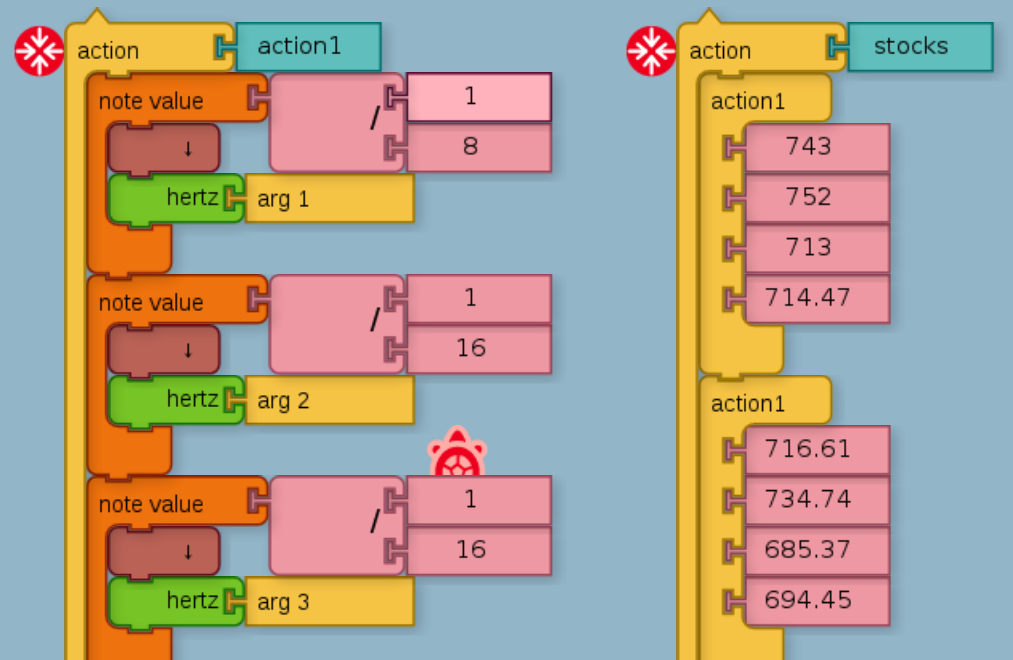 action action1
note value / 1
8
↓
hertz arg 1
note value / 1
16
↓
hertz arg 2
note value / 1
16
↓
hertz arg 3
action stocks
action1
743
752
713
714.47
action1
716.61
734.74
685.37
694.45